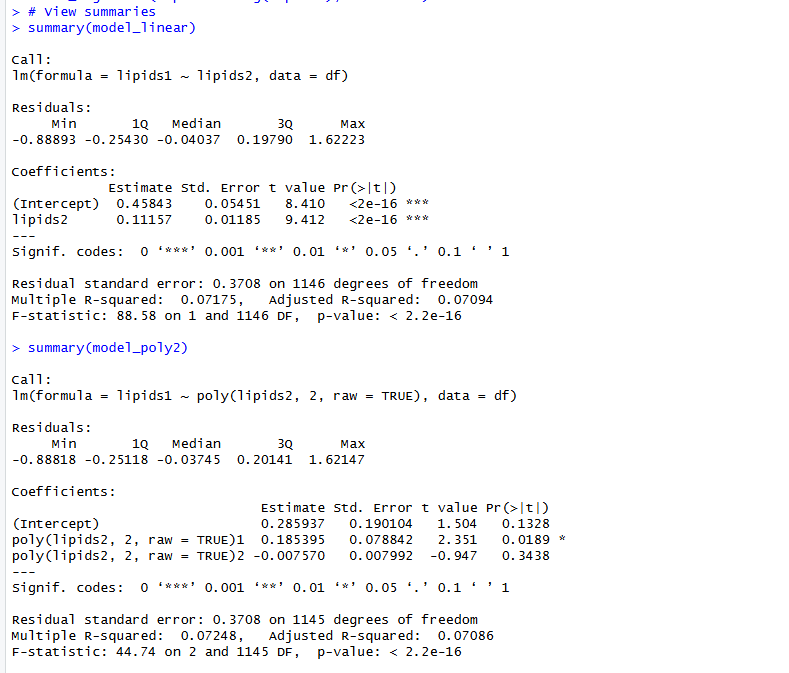 > # View summaries
> summary(model_linear)
Call:
lm(formula = lipids1 ~ lipids2, data = df)
Residuals:
     Min       1Q   Median       3Q      Max
-0.88893 -0.25430 -0.04037  0.19790  1.62223
Coefficients:
            Estimate Std. Error t value Pr(>|t|)
(Intercept)  0.45843    0.05451   8.410   <2e-16 ***
lipids2      0.11157    0.01185   9.412   <2e-16 ***
---
Signif. codes:  0 ‘***’ 0.001 ‘**’ 0.01 ‘*’ 0.05 ‘.’ 0.1 ‘ ’ 1
Residual standard error: 0.3708 on 1146 degrees of freedom
Multiple R-squared:  0.07175,   Adjusted R-squared:  0.07094
F-statistic: 88.58 on 1 and 1146 DF,  p-value: < 2.2e-16
> summary(model_poly2)
Call:
lm(formula = lipids1 ~ poly(lipids2, 2, raw = TRUE), data = df)
Residuals:
     Min       1Q   Median       3Q      Max
-0.88818 -0.25118 -0.03745  0.20141  1.62147
Coefficients:
                               Estimate Std. Error t value Pr(>|t|)
(Intercept)                    0.285937   0.190104   1.504   0.1328
poly(lipids2, 2, raw = TRUE)1  0.185395   0.078842   2.351   0.0189 *
poly(lipids2, 2, raw = TRUE)2 -0.007570   0.007992  -0.947   0.3438
---
Signif. codes:  0 ‘***’ 0.001 ‘**’ 0.01 ‘*’ 0.05 ‘.’ 0.1 ‘ ’ 1
Residual standard error: 0.3708 on 1145 degrees of freedom
Multiple R-squared:  0.07248,   Adjusted R-squared:  0.07086
F-statistic: 44.74 on 2 and 1145 DF,  p-value: < 2.2e-16